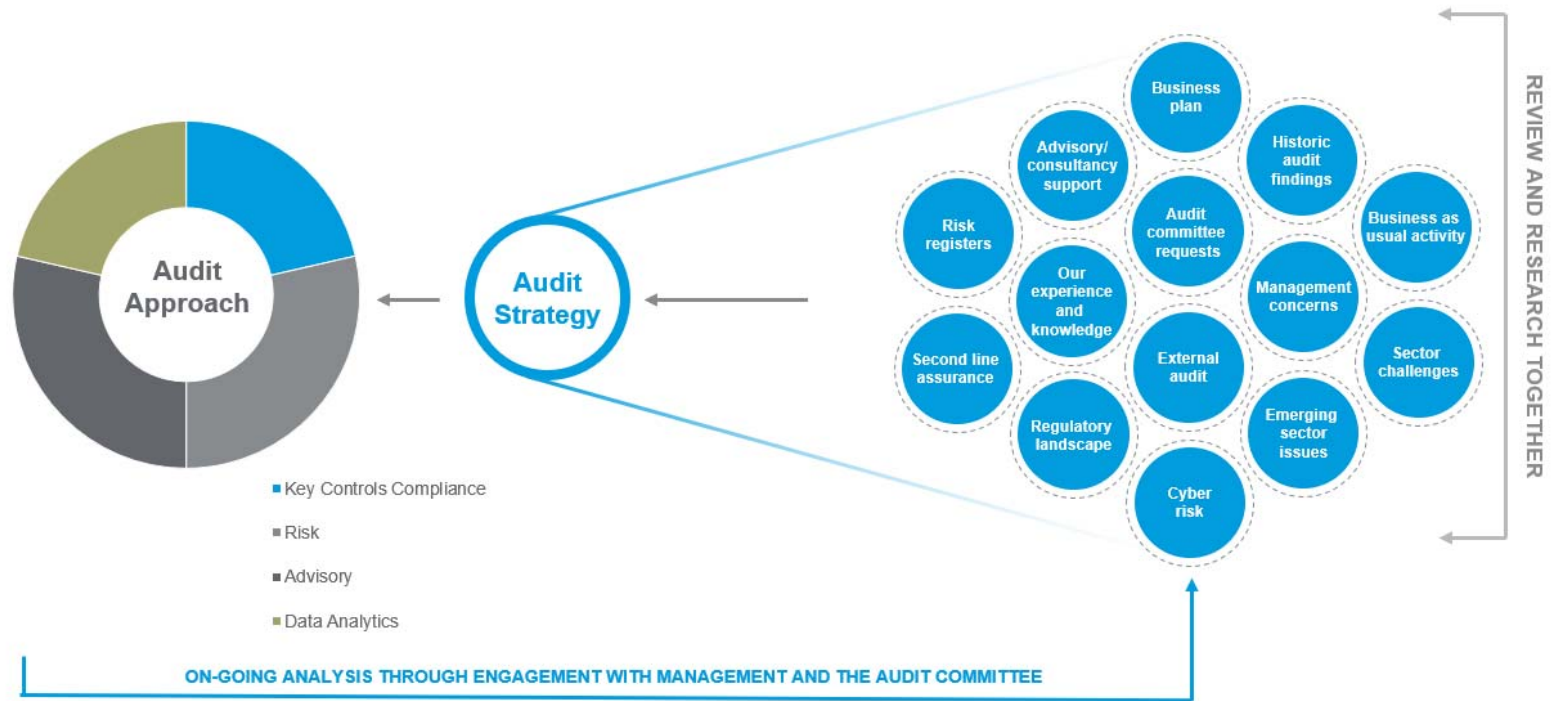 Audit
Approach
Key Controls Compliance
Risk
Advisory
Data Analytics
Audit
Strategy
Business
plan
Advisory/
consultancy
support
Historic
audit
findings
Risk
registers
Audit
committee
requests
Business as
usual activity
Our
experience
and
knowledge
Management
concerns
Second line
assurance
External
audit
Sector
challenges
Regulatory
landscape
Emerging
sector
issues
Cyber
risk
REVIEW AND RESEARCH TOGETHER
ON-GOING ANALYSIS THROUGH ENGAGEMENT WITH MANAGEMENT AND THE AUDIT COMMITTEE